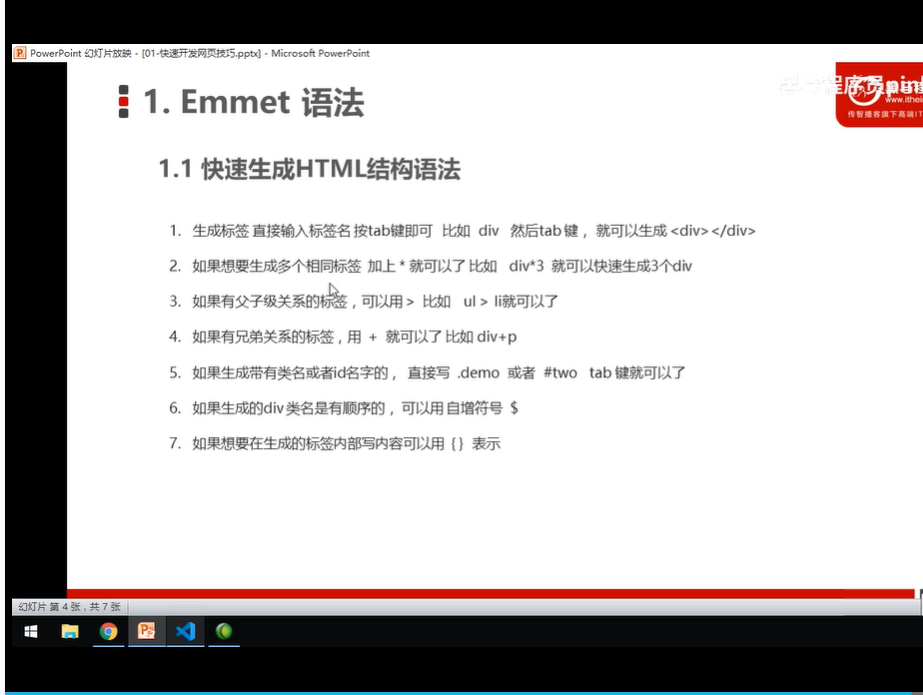 PowerPoint 幻灯片放映 - [01-快速开发网页技巧.pptx] - Microsoft PowerPoint
程序员
www.ithei
传智播客旗下高端IT
1. Emmet 语法
1.1 快速生成HTML结构语法
1. 生成标签 直接输入标签名 按tab键即可 比如 div 然后tab 键， 就可以生成 <div></div>
2. 如果想要生成多个相同标签 加上 * 就可以了 比如 div*3 就可以快速生成3个div
3. 如果有父子级关系的标签，可以用 > 比如 ul > li就可以了
4. 如果有兄弟关系的标签，用 + 就可以了 比如 div+p
5. 如果生成带有类名或者id名字的， 直接写 .demo 或者 #two tab 键就可以了
6. 如果生成的div 类名是有顺序的， 可以用 自增符号 $
7. 如果想要在生成的标签内部写内容可以用 { } 表示
幻灯片 第 4 张，共 7 张